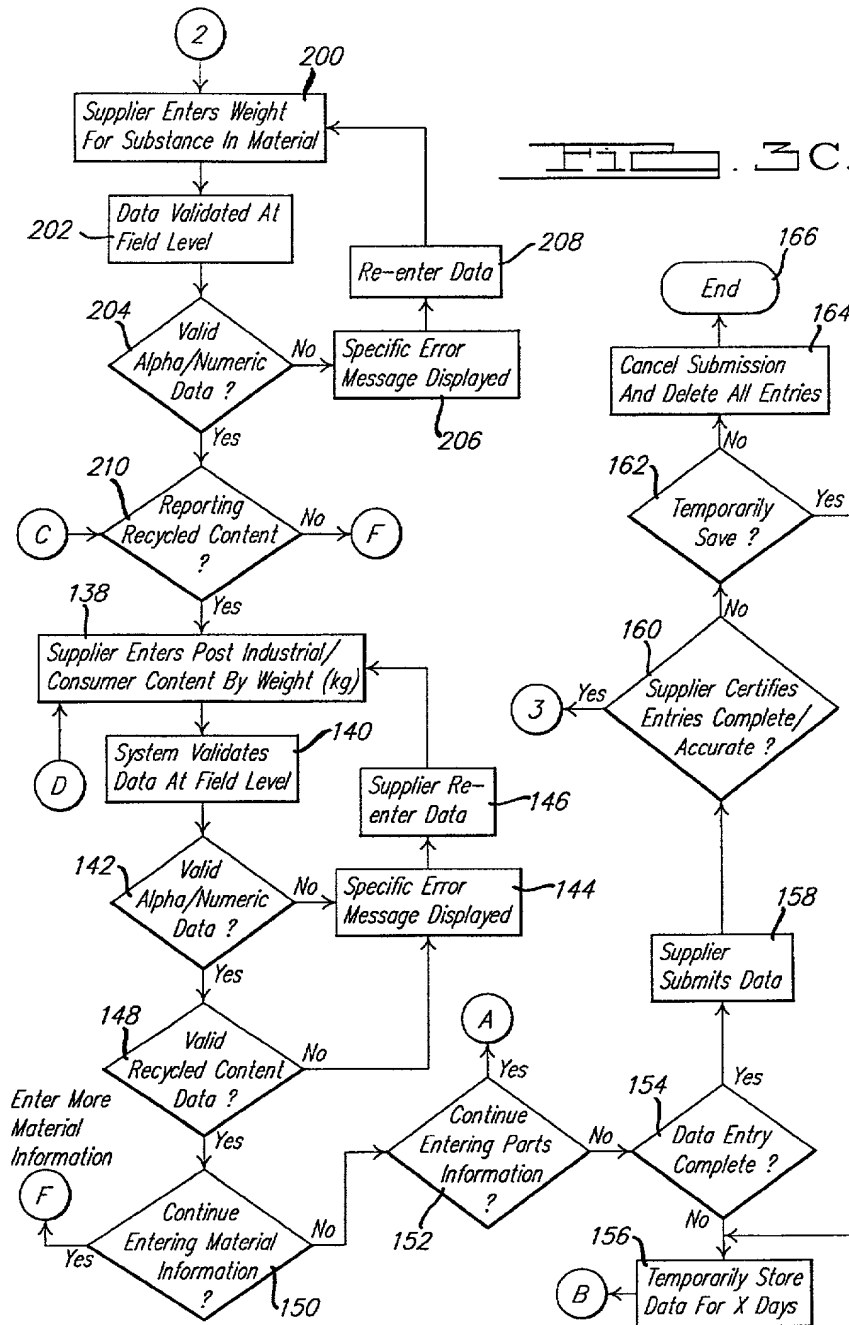 2
200
Supplier Enters Weight
For Substance In Material
FIG. 3C.
202
Data Validated At
Field Level
208
Re-enter Data
204
Valid
Alpha/Numeric
Data ?
No
Specific Error
Message Displayed
206
Yes
166
End
164
Cancel Submission
And Delete All Entries
No
162
Temporarily
Save ?
Yes
210
Reporting
Recycled Content
?
C
No
F
Yes
No
138
Supplier Enters Post Industrial/
Consumer Content By Weight (kg)
160
Supplier Certifies
Entries Complete/
Accurate ?
Yes
3
D
140
System Validates
Data At Field Level
Supplier Re-
enter Data
146
142
Valid
Alpha/Numeric
Data ?
No
Specific Error
Message Displayed
144
Yes
158
Supplier
Submits Data
148
Valid
Recycled Content
Data ?
No
Yes
A
Yes
Enter More
Material
Information
F
Yes
Continue
Entering Material
Information
?
150
No
Continue
Entering Parts
Information
?
152
No
154
Data Entry
Complete ?
Yes
No
156
Temporarily Store
Data For X Days
B